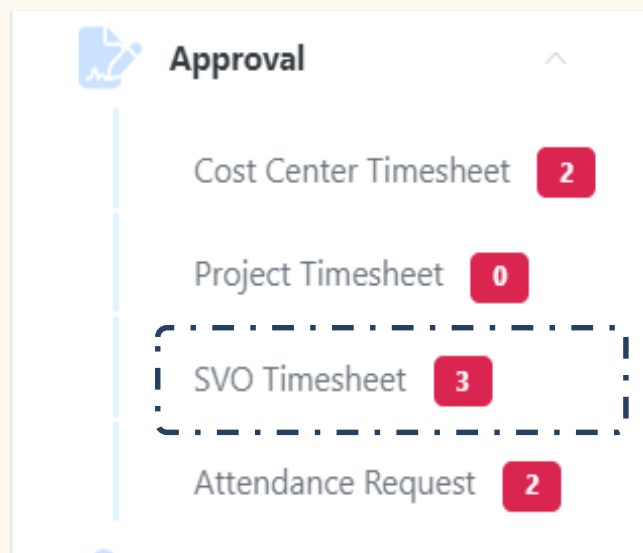 Approval
Cost Center Timesheet 2
Project Timesheet 0
SVO Timesheet 3
Attendance Request 2